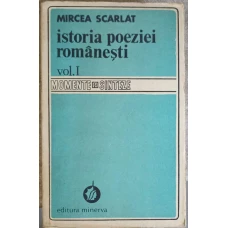 MIRCEA SCARLAT
istoria poeziei
românești
vol. I
MOMENTE ȘI SINTEZE
editura minerva